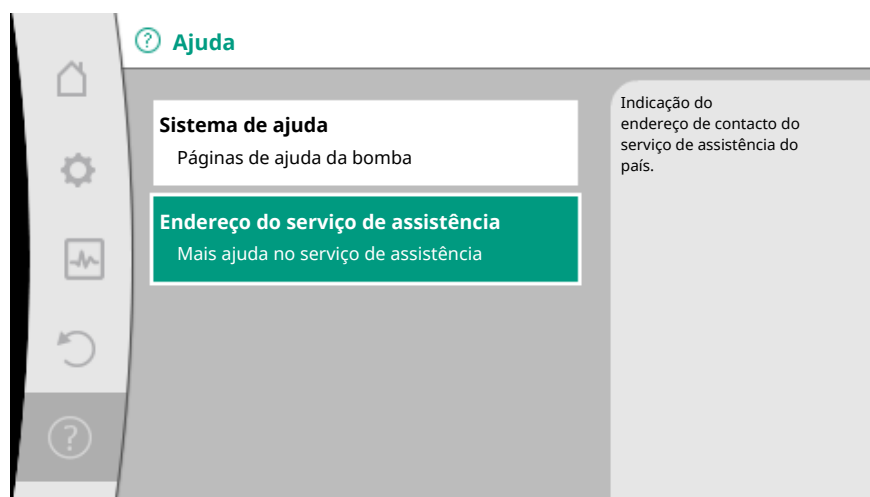 Ajuda
Sistema de ajuda
Páginas de ajuda da bomba
Endereço do serviço de assistência
Mais ajuda no serviço de assistência
Indicação do
endereço de contacto do
serviço de assistência do
país.